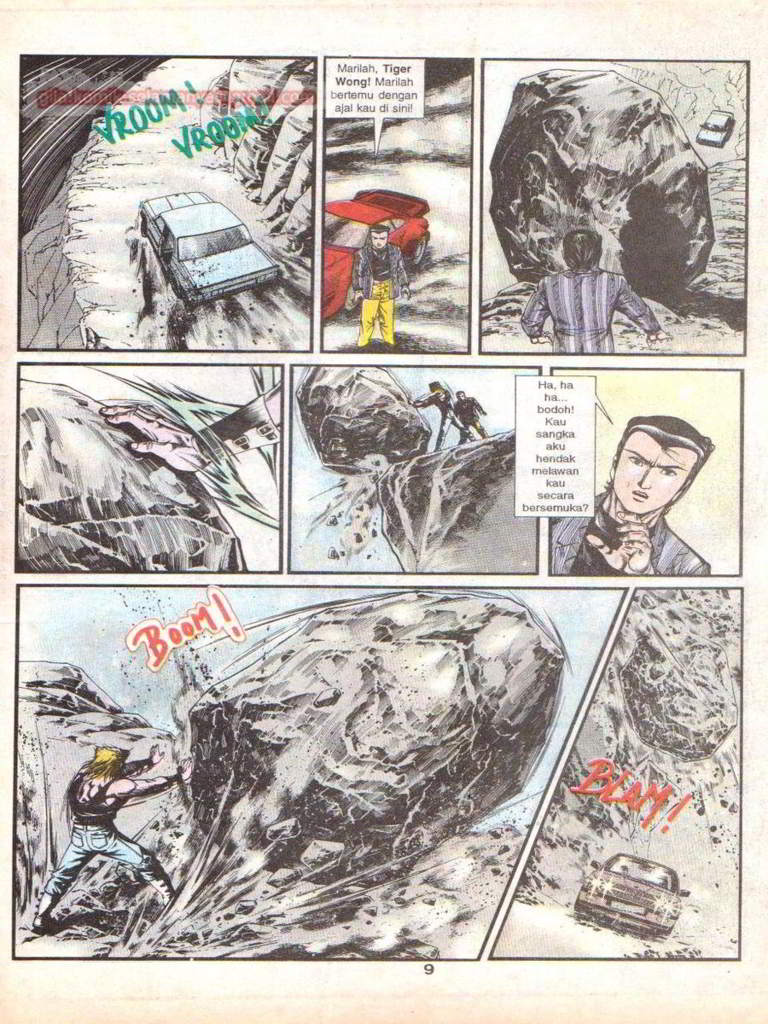 VROOM!
VROOM!
Marilah, Tiger
Wong! Marilah
bertemu dengan
ajal kau di sini!
Ha, ha
ha...
bodoh!
Kau
sangka
aku
hendak
melawan
kau
secara
bersemuka?
BOOM!
BLAM!
9